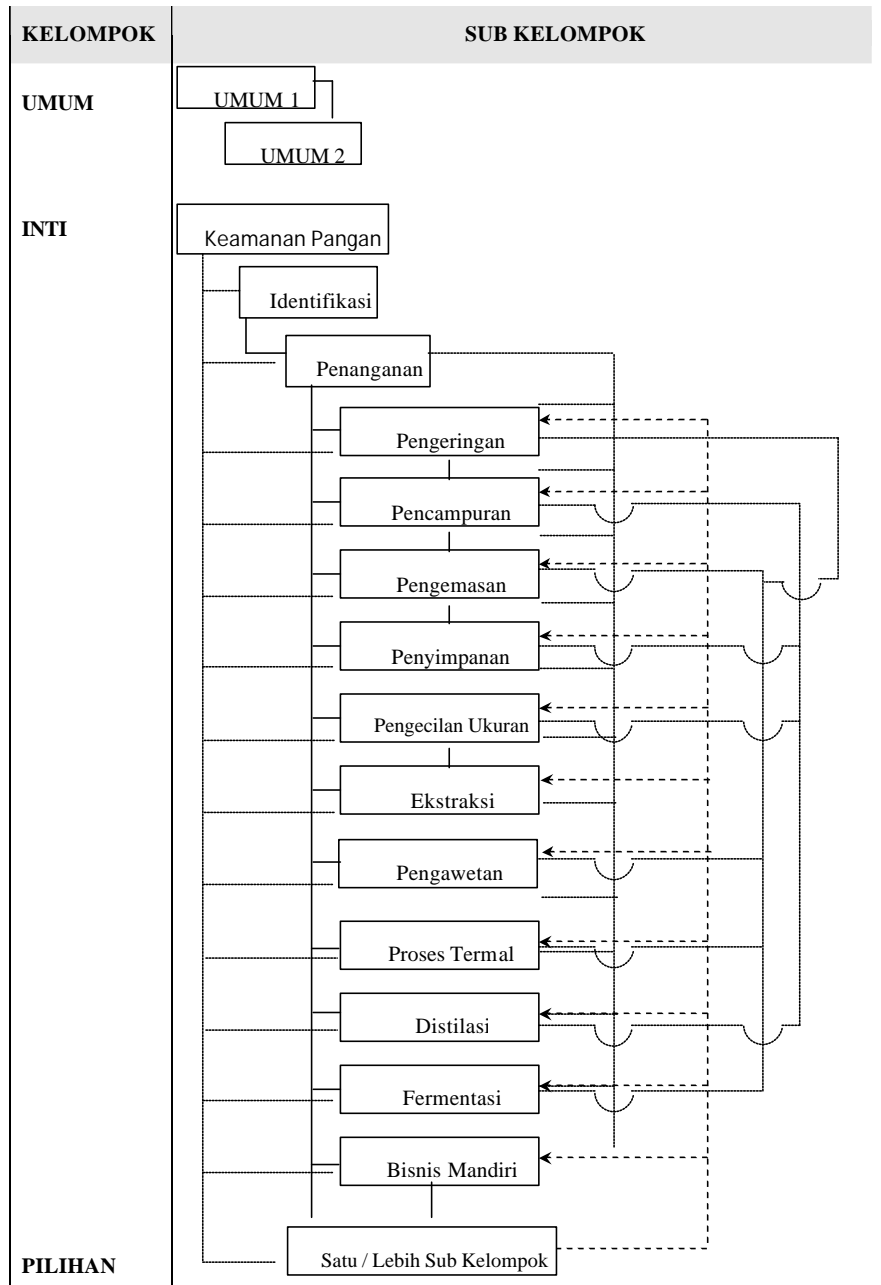 KELOMPOK SUB KELOMPOK
UMUM UMUM 1
UMUM 2
INTI Keamanan Pangan
Identifikasi
Penanganan
Pengeringan
Pencampuran
Pengemasan
Penyimpanan
Pengecilan Ukuran
Ekstraksi
Pengawetan
Proses Termal
Distilasi
Fermentasi
Bisnis Mandiri
PILIHAN Satu / Lebih Sub Kelompok